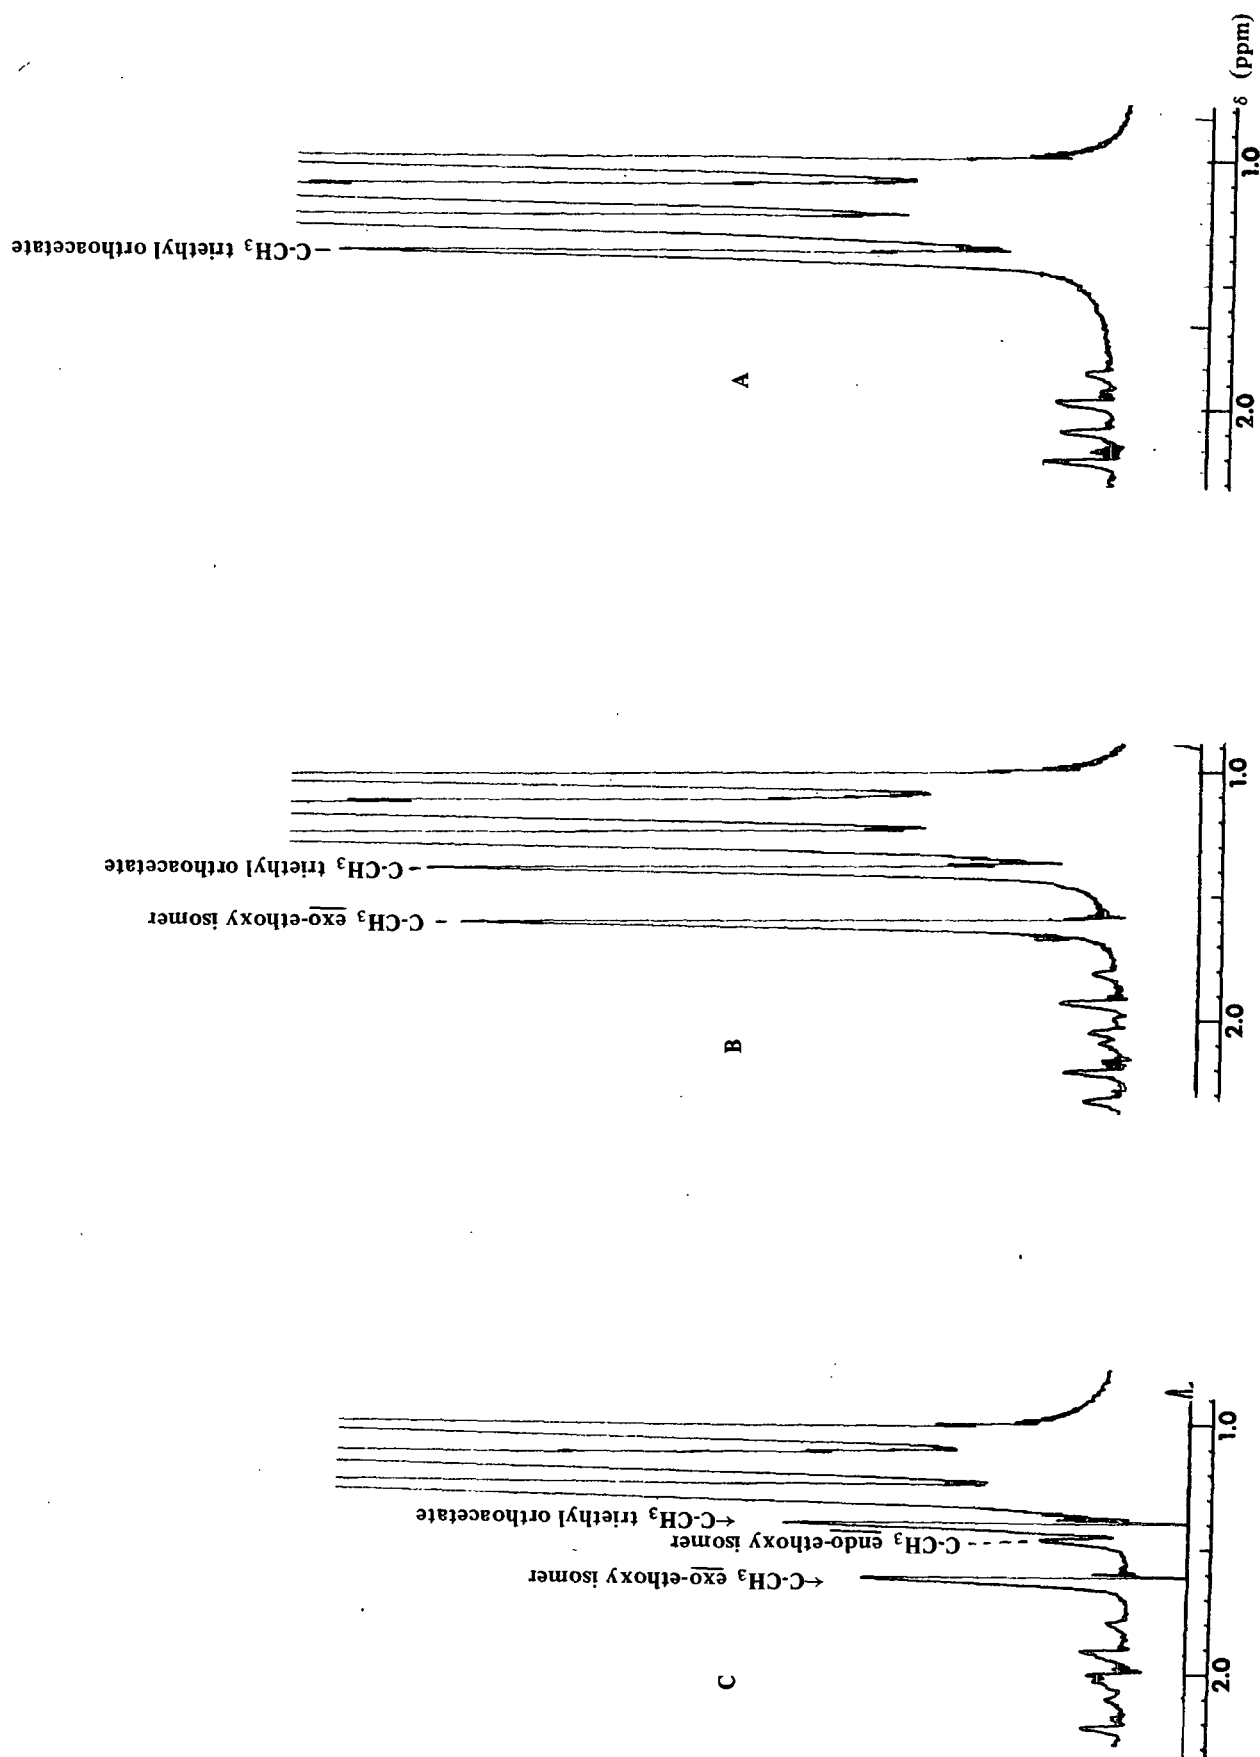 C-CH₃ triethyl orthoacetate
A
2.0
1.0
δ (ppm)
C-CH₃ triethyl orthoacetate
C-CH₃ exo-ethoxy isomer
B
2.0
1.0
C-CH₃ triethyl orthoacetate
C-CH₃ endo-ethoxy isomer
C-CH₃ exo-ethoxy isomer
C
2.0
1.0